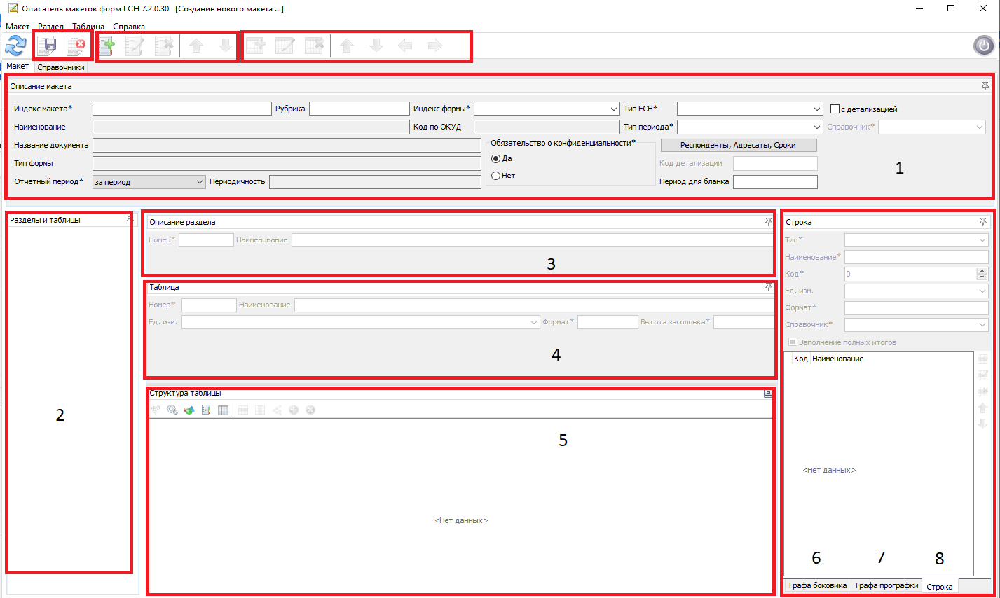 Описатель макетов форм ГСН 7.2.0.30 [Создание нового макета ...]
Макет Раздел Таблица Справка
Макет Справочники
Описание макета
Индекс макета* Рубрика Индекс формы* Тип ЕСН* с детализацией
Наименование Код по ОКУД Тип периода* Справочник*
Название документа Обязательство о конфиденциальности* Респонденты, Адресаты, Сроки
Тип формы Да Код детализации 1
Отчетный период* за период Периодичность Нет Период для бланка
Разделы и таблицы
2
Описание раздела
Номер* Наименование
3
Таблица
Номер* Наименование
Ед. изм. Формат* Высота заголовка*
4
Структура таблицы
5
<Нет данных>
Строка
Тип*
Наименование*
Код* 0
Ед. изм.
Формат*
Справочник*
Заполнение полных итогов
Код Наименование
<Нет данных>
6 7 8
Графа боковика Графа прографки Строка